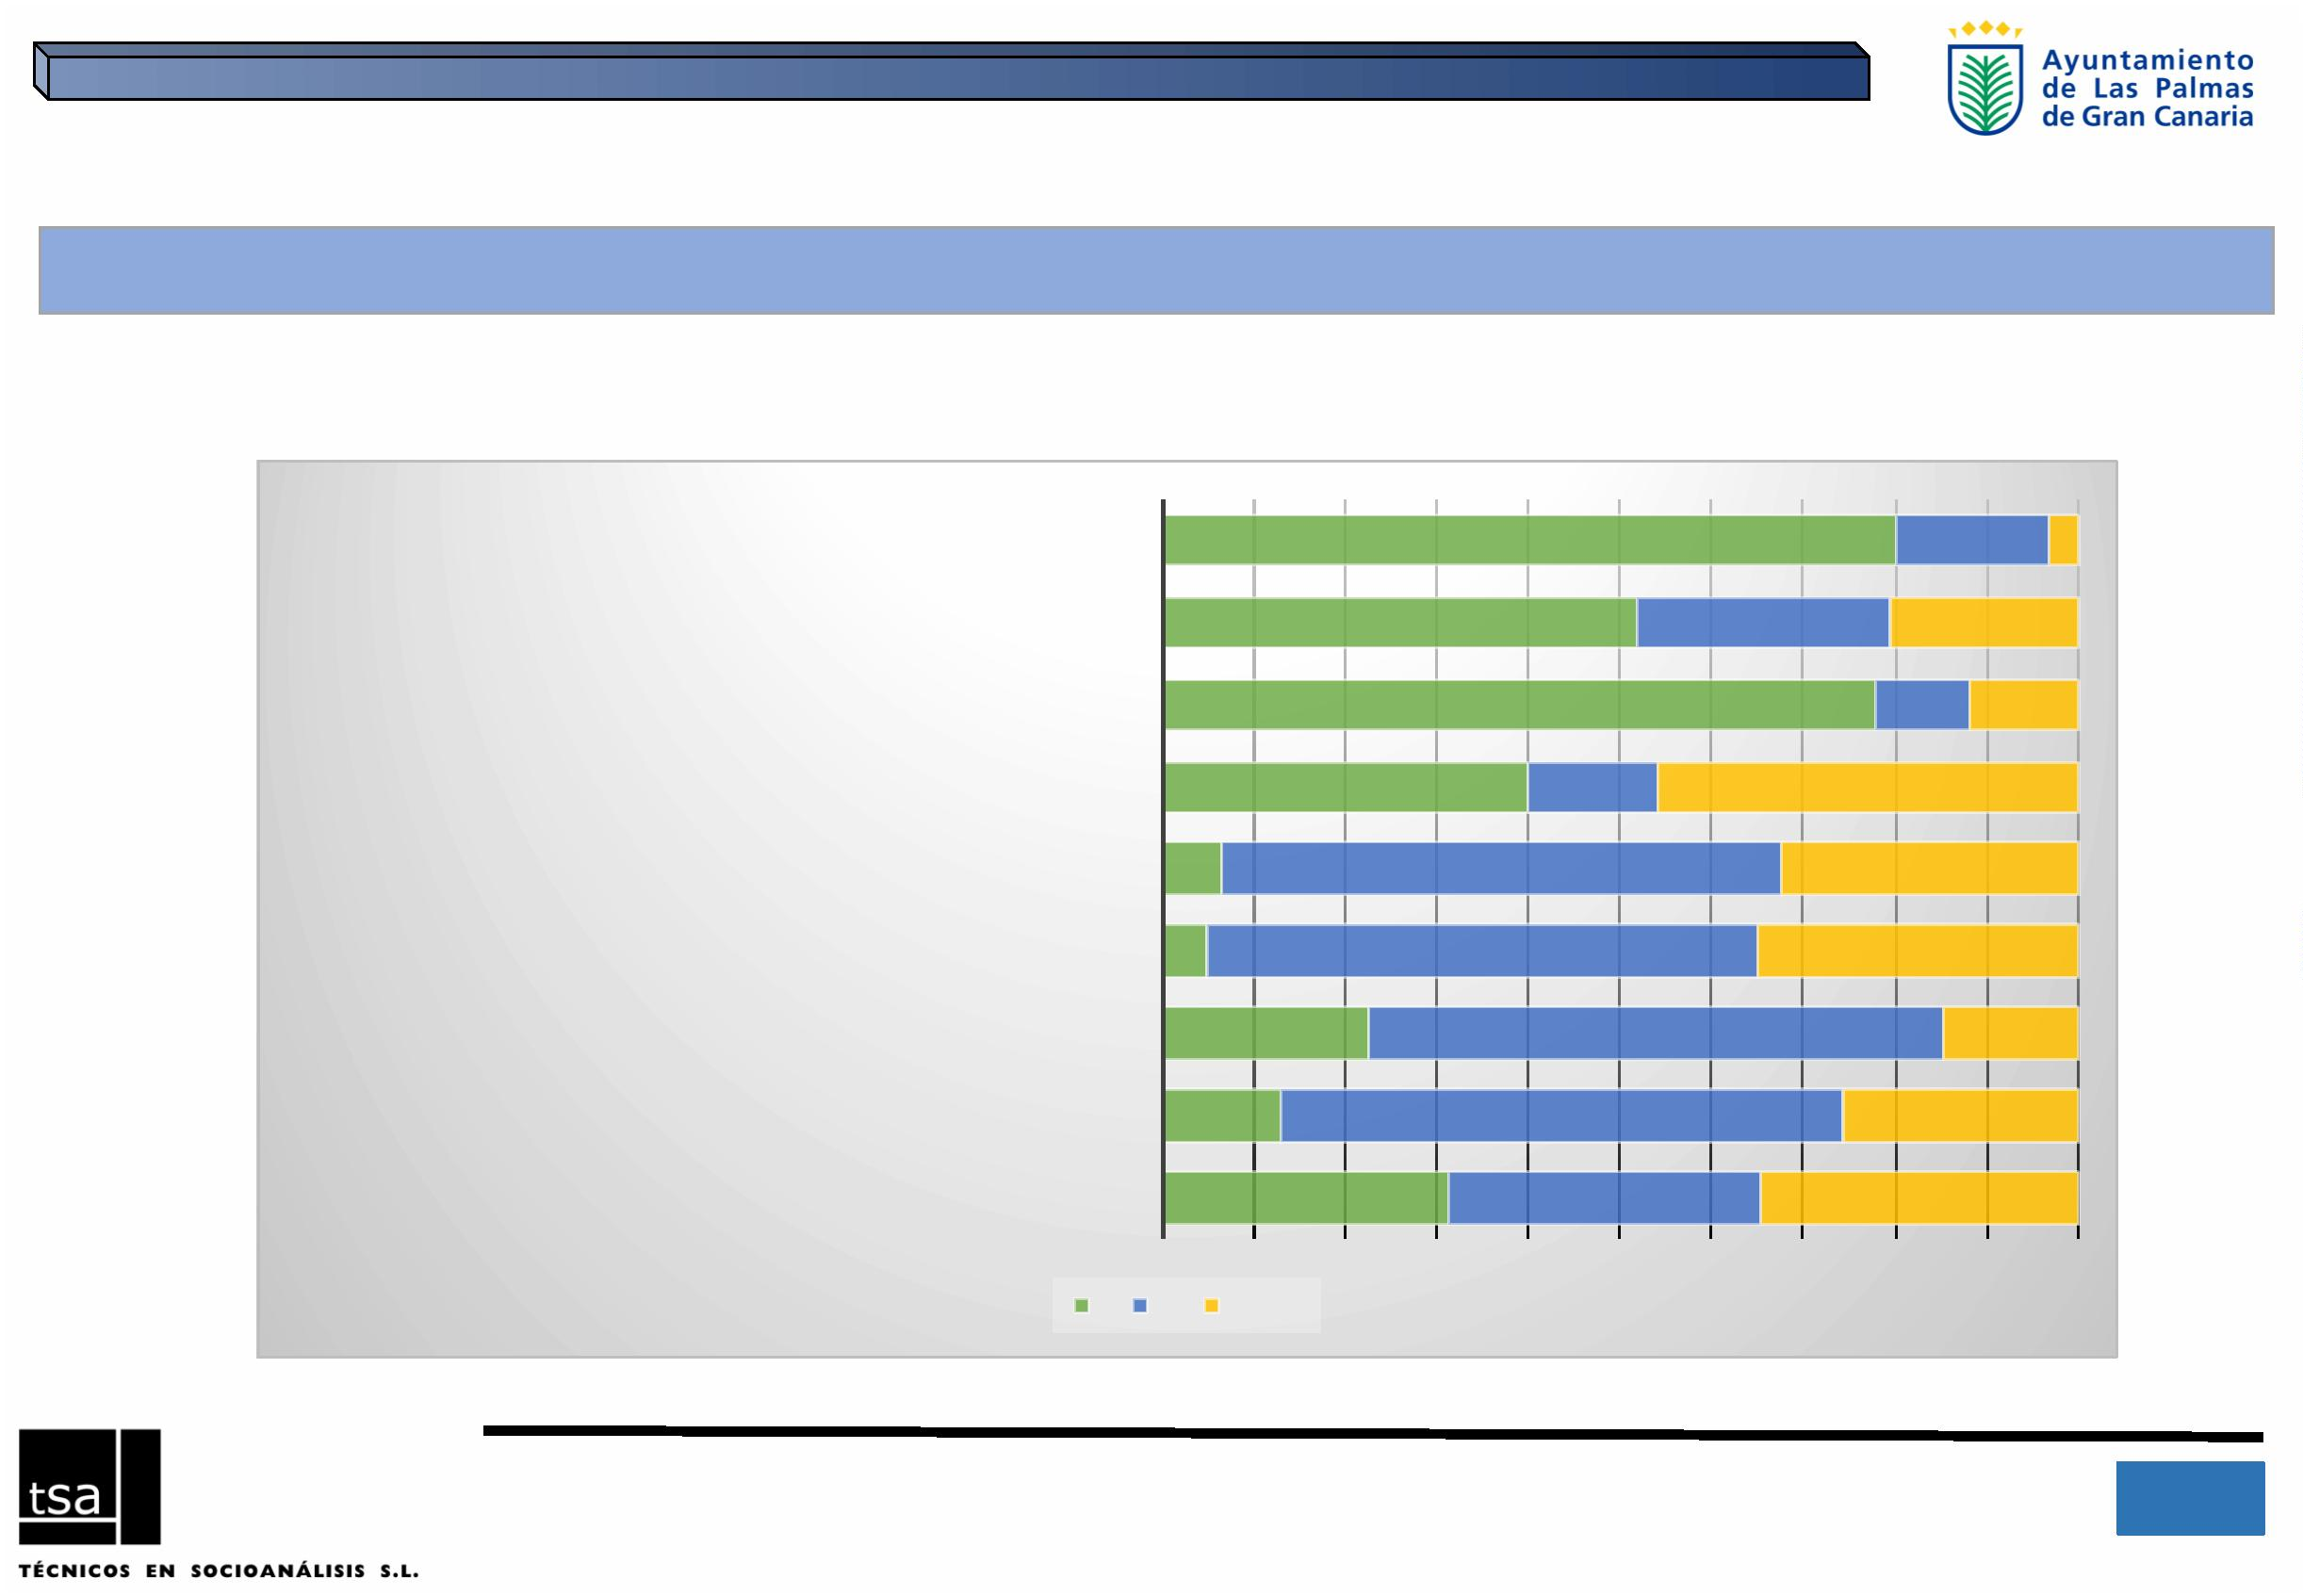 Ayuntamiento
de Las Palmas
de Gran Canaria
tsa
TÉCNICOS EN SOCIOANÁLISIS S.L.